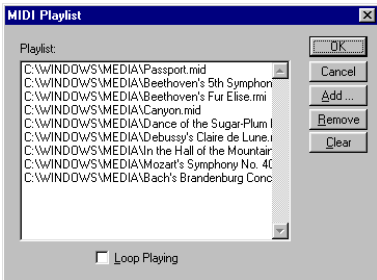 MIDI Playlist
Playlist:
C:\WINDOWS\MEDIA\Passport.mid
C:\WINDOWS\MEDIA\Beethoven's 5th Symphon
C:\WINDOWS\MEDIA\Beethoven's Fur Elise.rmi
C:\WINDOWS\MEDIA\Canyon.mid
C:\WINDOWS\MEDIA\Dance of the Sugar-Plum
C:\WINDOWS\MEDIA\Debussy's Claire de Lune.
C:\WINDOWS\MEDIA\In the Hall of the Mountain
C:\WINDOWS\MEDIA\Mozart's Symphony No. 40
C:\WINDOWS\MEDIA\Bach's Brandenburg Conc
Loop Playing
OK
Cancel
Add ...
Remove
Clear